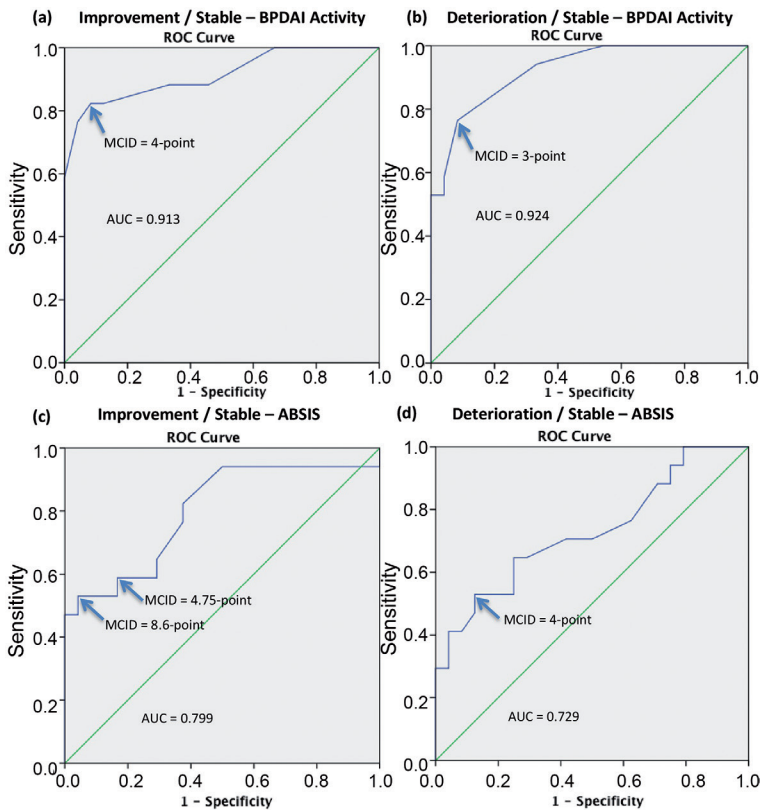 (a) Improvement / Stable – BPDAI Activity
ROC Curve
1.0
0.8
0.6
0.4
0.2
0.0
Sensitivity
MCID = 4-point
AUC = 0.913
0.0 0.2 0.4 0.6 0.8 1.0
1 - Specificity
(b) Deterioration / Stable – BPDAI Activity
ROC Curve
1.0
0.8
0.6
0.4
0.2
0.0
Sensitivity
MCID = 3-point
AUC = 0.924
0.0 0.2 0.4 0.6 0.8 1.0
1 - Specificity
(c) Improvement / Stable – ABSIS
ROC Curve
1.0
0.8
0.6
0.4
0.2
0.0
Sensitivity
MCID = 4.75-point
MCID = 8.6-point
AUC = 0.799
0.0 0.2 0.4 0.6 0.8 1.0
1 - Specificity
(d) Deterioration / Stable – ABSIS
ROC Curve
1.0
0.8
0.6
0.4
0.2
0.0
Sensitivity
MCID = 4-point
AUC = 0.729
0.0 0.2 0.4 0.6 0.8 1.0
1 - Specificity